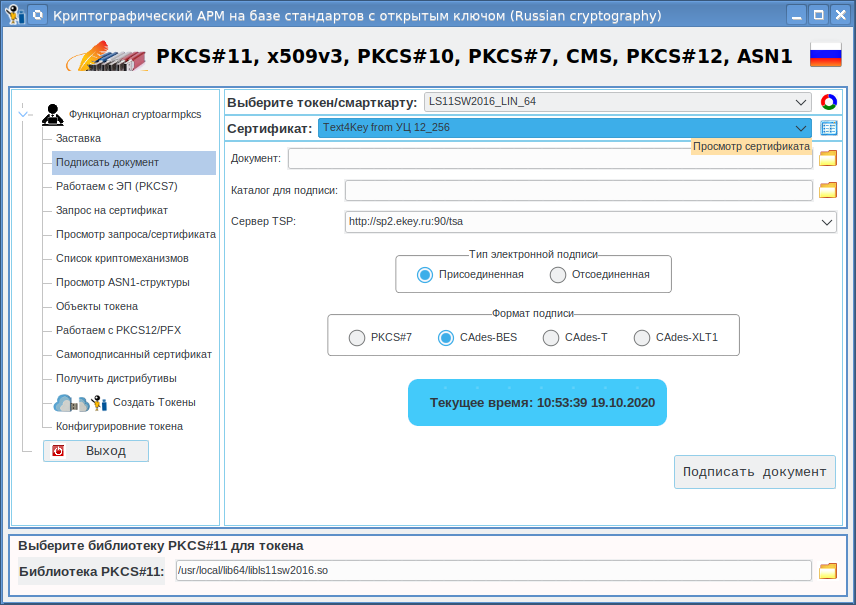 Криптографический АРМ на базе стандартов с открытым ключом (Russian cryptography)
PKCS#11, x509v3, PKCS#10, PKCS#7, CMS, PKCS#12, ASN1
Функционал cryptoarmpkcs
Заставка
Подписать документ
Работаем с ЭП (PKCS7)
Запрос на сертификат
Просмотр запроса/сертификата
Список криптомеханизмов
Просмотр ASN1-структуры
Объекты токена
Работаем с PKCS12/PFX
Самоподписанный сертификат
Получить дистрибутивы
Создать Токены
Конфигурировние токена
Выход
Выберите токен/смарткарту: LS11SW2016_LIN_64
Сертификат: Text4Key from УЦ 12_256
Просмотр сертификата
Документ:
Каталог для подписи:
Сервер TSP: http://sp2.ekey.ru:90/tsa
Тип электронной подписи
Присоединенная Отсоединенная
Формат подписи
PKCS#7 CAdes-BES CAdes-T CAdes-XLT1
Текущее время: 10:53:39 19.10.2020
Подписать документ
Выберите библиотеку PKCS#11 для токена
Библиотека PKCS#11: /usr/local/lib64/libls11sw2016.so